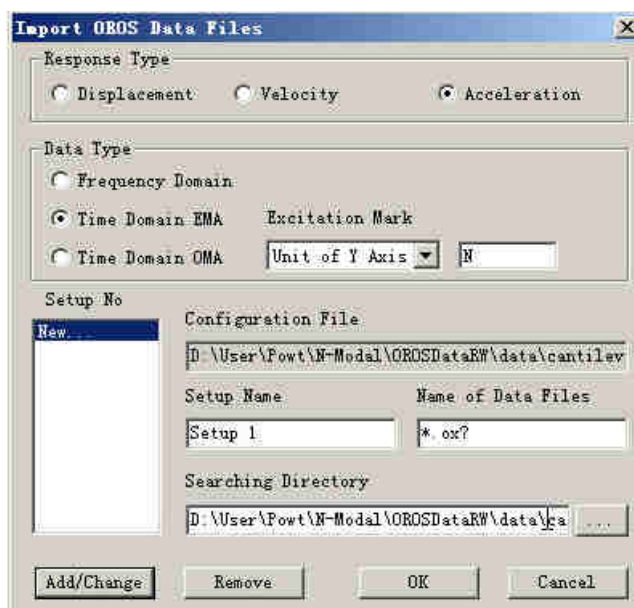 Import OROS Data Files
Response Type
Displacement Velocity Acceleration
Data Type
Frequency Domain
Time Domain EMA Excitation Mark
Time Domain OMA Unit of Y Axis N
Setup No
New...
Configuration File
D:\User\Powt\N-Modal\OROSDataRW\data\cantilev
Setup Name Name of Data Files
Setup 1 *.ox?
Searching Directory
D:\User\Powt\N-Modal\OROSDataRW\data\ca ...
Add/Change Remove OK Cancel